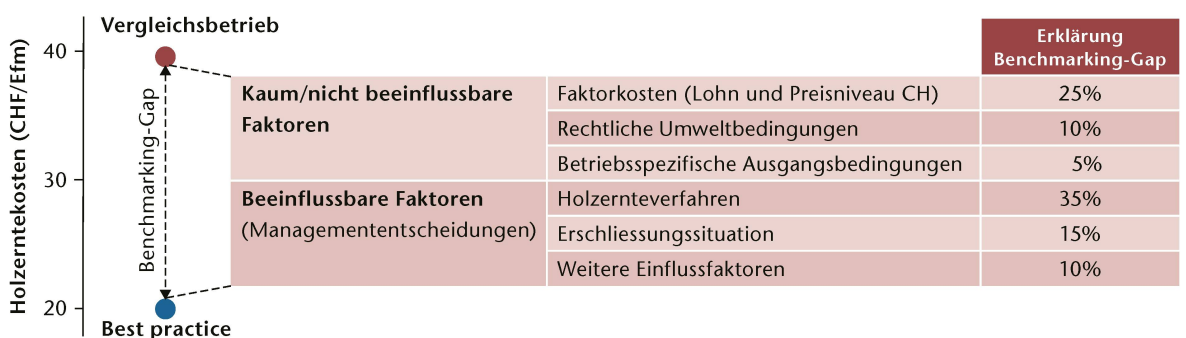 Vergleichsbetrieb
Holzerntekosten (CHF/Efm)
40
30
20
Benchmarking-Gap
Best practice
Erklärung
Benchmarking-Gap
Kaum/nicht beeinflussbare
Faktoren
Faktorkosten (Lohn und Preisniveau CH) 25%
Rechtliche Umweltbedingungen 10%
Betriebsspezifische Ausgangsbedingungen 5%
Beeinflussbare Faktoren
(Managemententscheidungen)
Holzernteverfahren 35%
Erschliessungssituation 15%
Weitere Einflussfaktoren 10%